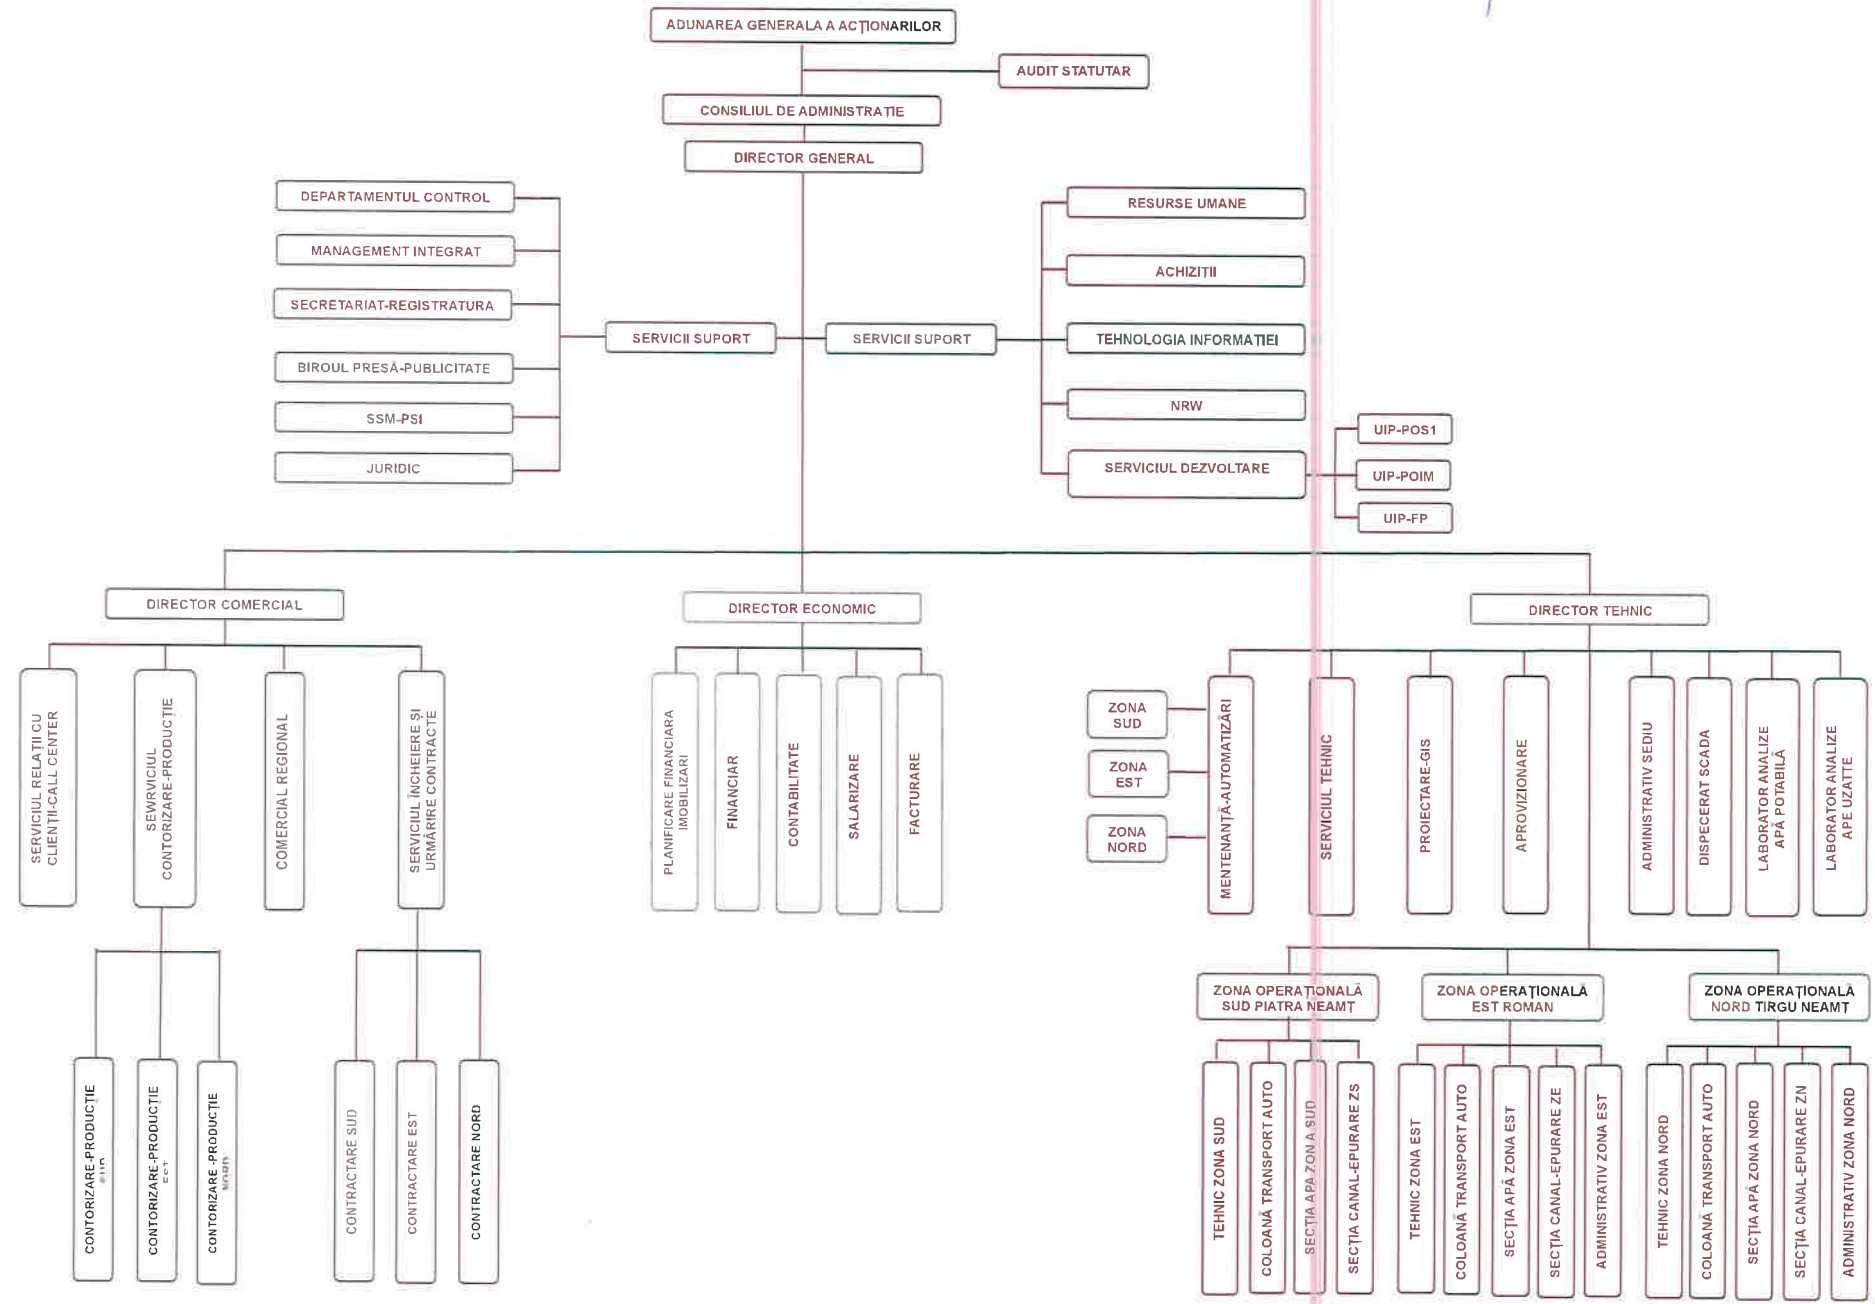 ADUNAREA GENERALA A ACȚIONARILOR
AUDIT STATUTAR
CONSILIUL DE ADMINISTRAȚIE
DIRECTOR GENERAL
DEPARTAMENTUL CONTROL
MANAGEMENT INTEGRAT
SECRETARIAT-REGISTRATURA
BIROUL PRESĂ-PUBLICITATE
SSM-PSI
JURIDIC
SERVICII SUPORT
SERVICII SUPORT
RESURSE UMANE
ACHIZIȚII
TEHNOLOGIA INFORMAȚIEI
NRW
SERVICIUL DEZVOLTARE
UIP-POS1
UIP-POIM
UIP-FP
DIRECTOR COMERCIAL
DIRECTOR ECONOMIC
DIRECTOR TEHNIC
SERVICIUL RELAȚII CU
CLIENȚII-CALL CENTER
SEWRVICIUL
CONTORIZARE-PRODUCȚIE
COMERCIAL REGIONAL
SERVICIUL ÎNCHEIERE ȘI
URMĂRIRE CONTRACTE
PLANIFICARE FINANCIARA
IMOBILIZARI
FINANCIAR
CONTABILITATE
SALARIZARE
FACTURARE
ZONA
SUD
ZONA
EST
ZONA
NORD
MENTENANȚĂ-AUTOMATIZĂRI
SERVICIUL TEHNIC
PROIECTARE-GIS
APROVIZIONARE
ADMINISTRATIV SEDIU
DISPECERAT SCADA
LABORATOR ANALIZE
APĂ POTABILĂ
LABORATOR ANALIZE
APE UZATTE
CONTORIZARE-PRODUCȚIE
CONTORIZARE-PRODUCȚIE
CONTORIZARE -PRODUCȚIE
CONTRACTARE SUD
CONTRACTARE EST
CONTRACTARE NORD
ZONA OPERAȚIONALĂ
SUD PIATRA NEAMȚ
ZONA OPERAȚIONALĂ
EST ROMAN
ZONA OPERAȚIONALĂ
NORD TIRGU NEAMȚ
TEHNIC ZONA SUD
COLOANĂ TRANSPORT AUTO
SECȚIA APA ZON A SUD
SECȚIA CANAL-EPURARE ZS
TEHNIC ZONA EST
COLOANĂ TRANSPORT AUTO
SECȚIA APĂ ZONA EST
SECȚIA CANAL-EPURARE ZE
ADMINISTRATIV ZONA EST
TEHNIC ZONA NORD
COLOANĂ TRANSPORT AUTO
SECȚIA APĂ ZONA NORD
SECȚIA CANAL-EPURARE ZN
ADMINISTRATIV ZONA NORD